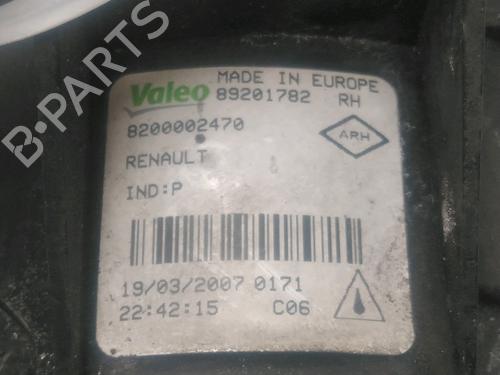 B-PARTS
Valeo
MADE IN EUROPE
89201782 RH
8200002470
ARH
RENAULT
IND:P
19/03/2007 0171
22:42:15 C06